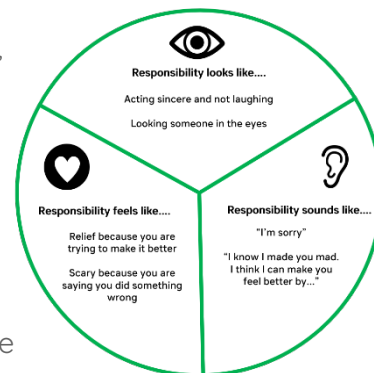 ,
Responsibility looks like....
Acting sincere and not laughing
Looking someone in the eyes
Responsibility feels like....
Relief because you are
trying to make it better
Scary because you are
saying you did something
wrong
Responsibility sounds like....
"I'm sorry"
"I know I made you mad.
I think I can make you
feel better by..."
e